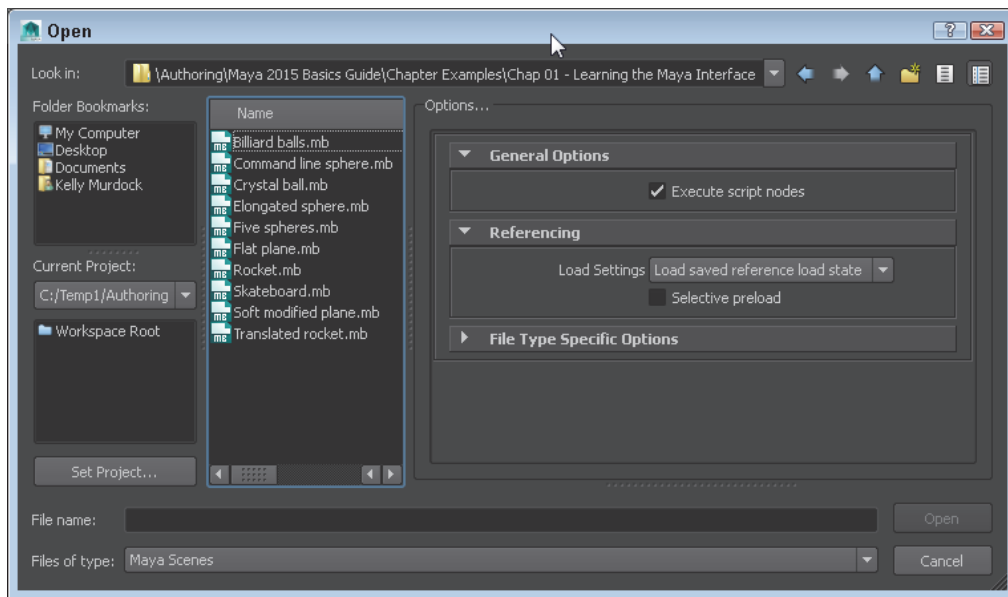 Open
Look in:
\Authoring\Maya 2015 Basics Guide\Chapter Examples\Chap 01 - Learning the Maya Interface
Folder Bookmarks:
My Computer
Desktop
Documents
Kelly Murdock
Current Project:
C:/Temp1/Authoring
Workspace Root
Set Project...
Name
Billiard balls.mb
Command line sphere.mb
Crystal ball.mb
Elongated sphere.mb
Five spheres.mb
Flat plane.mb
Rocket.mb
Skateboard.mb
Soft modified plane.mb
Translated rocket.mb
Options...
General Options
Execute script nodes
Referencing
Load Settings Load saved reference load state
Selective preload
File Type Specific Options
File name:
Open
Files of type: Maya Scenes
Cancel